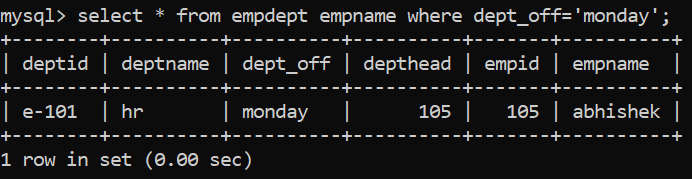 mysql> select * from empdept empname where dept_off='monday';
+--------+----------+----------+----------+-------+----------+
| deptid | deptname | dept_off | depthead | empid | empname  |
+--------+----------+----------+----------+-------+----------+
| e-101  | hr       | monday   |      105 |   105 | abhishek |
+--------+----------+----------+----------+-------+----------+
1 row in set (0.00 sec)